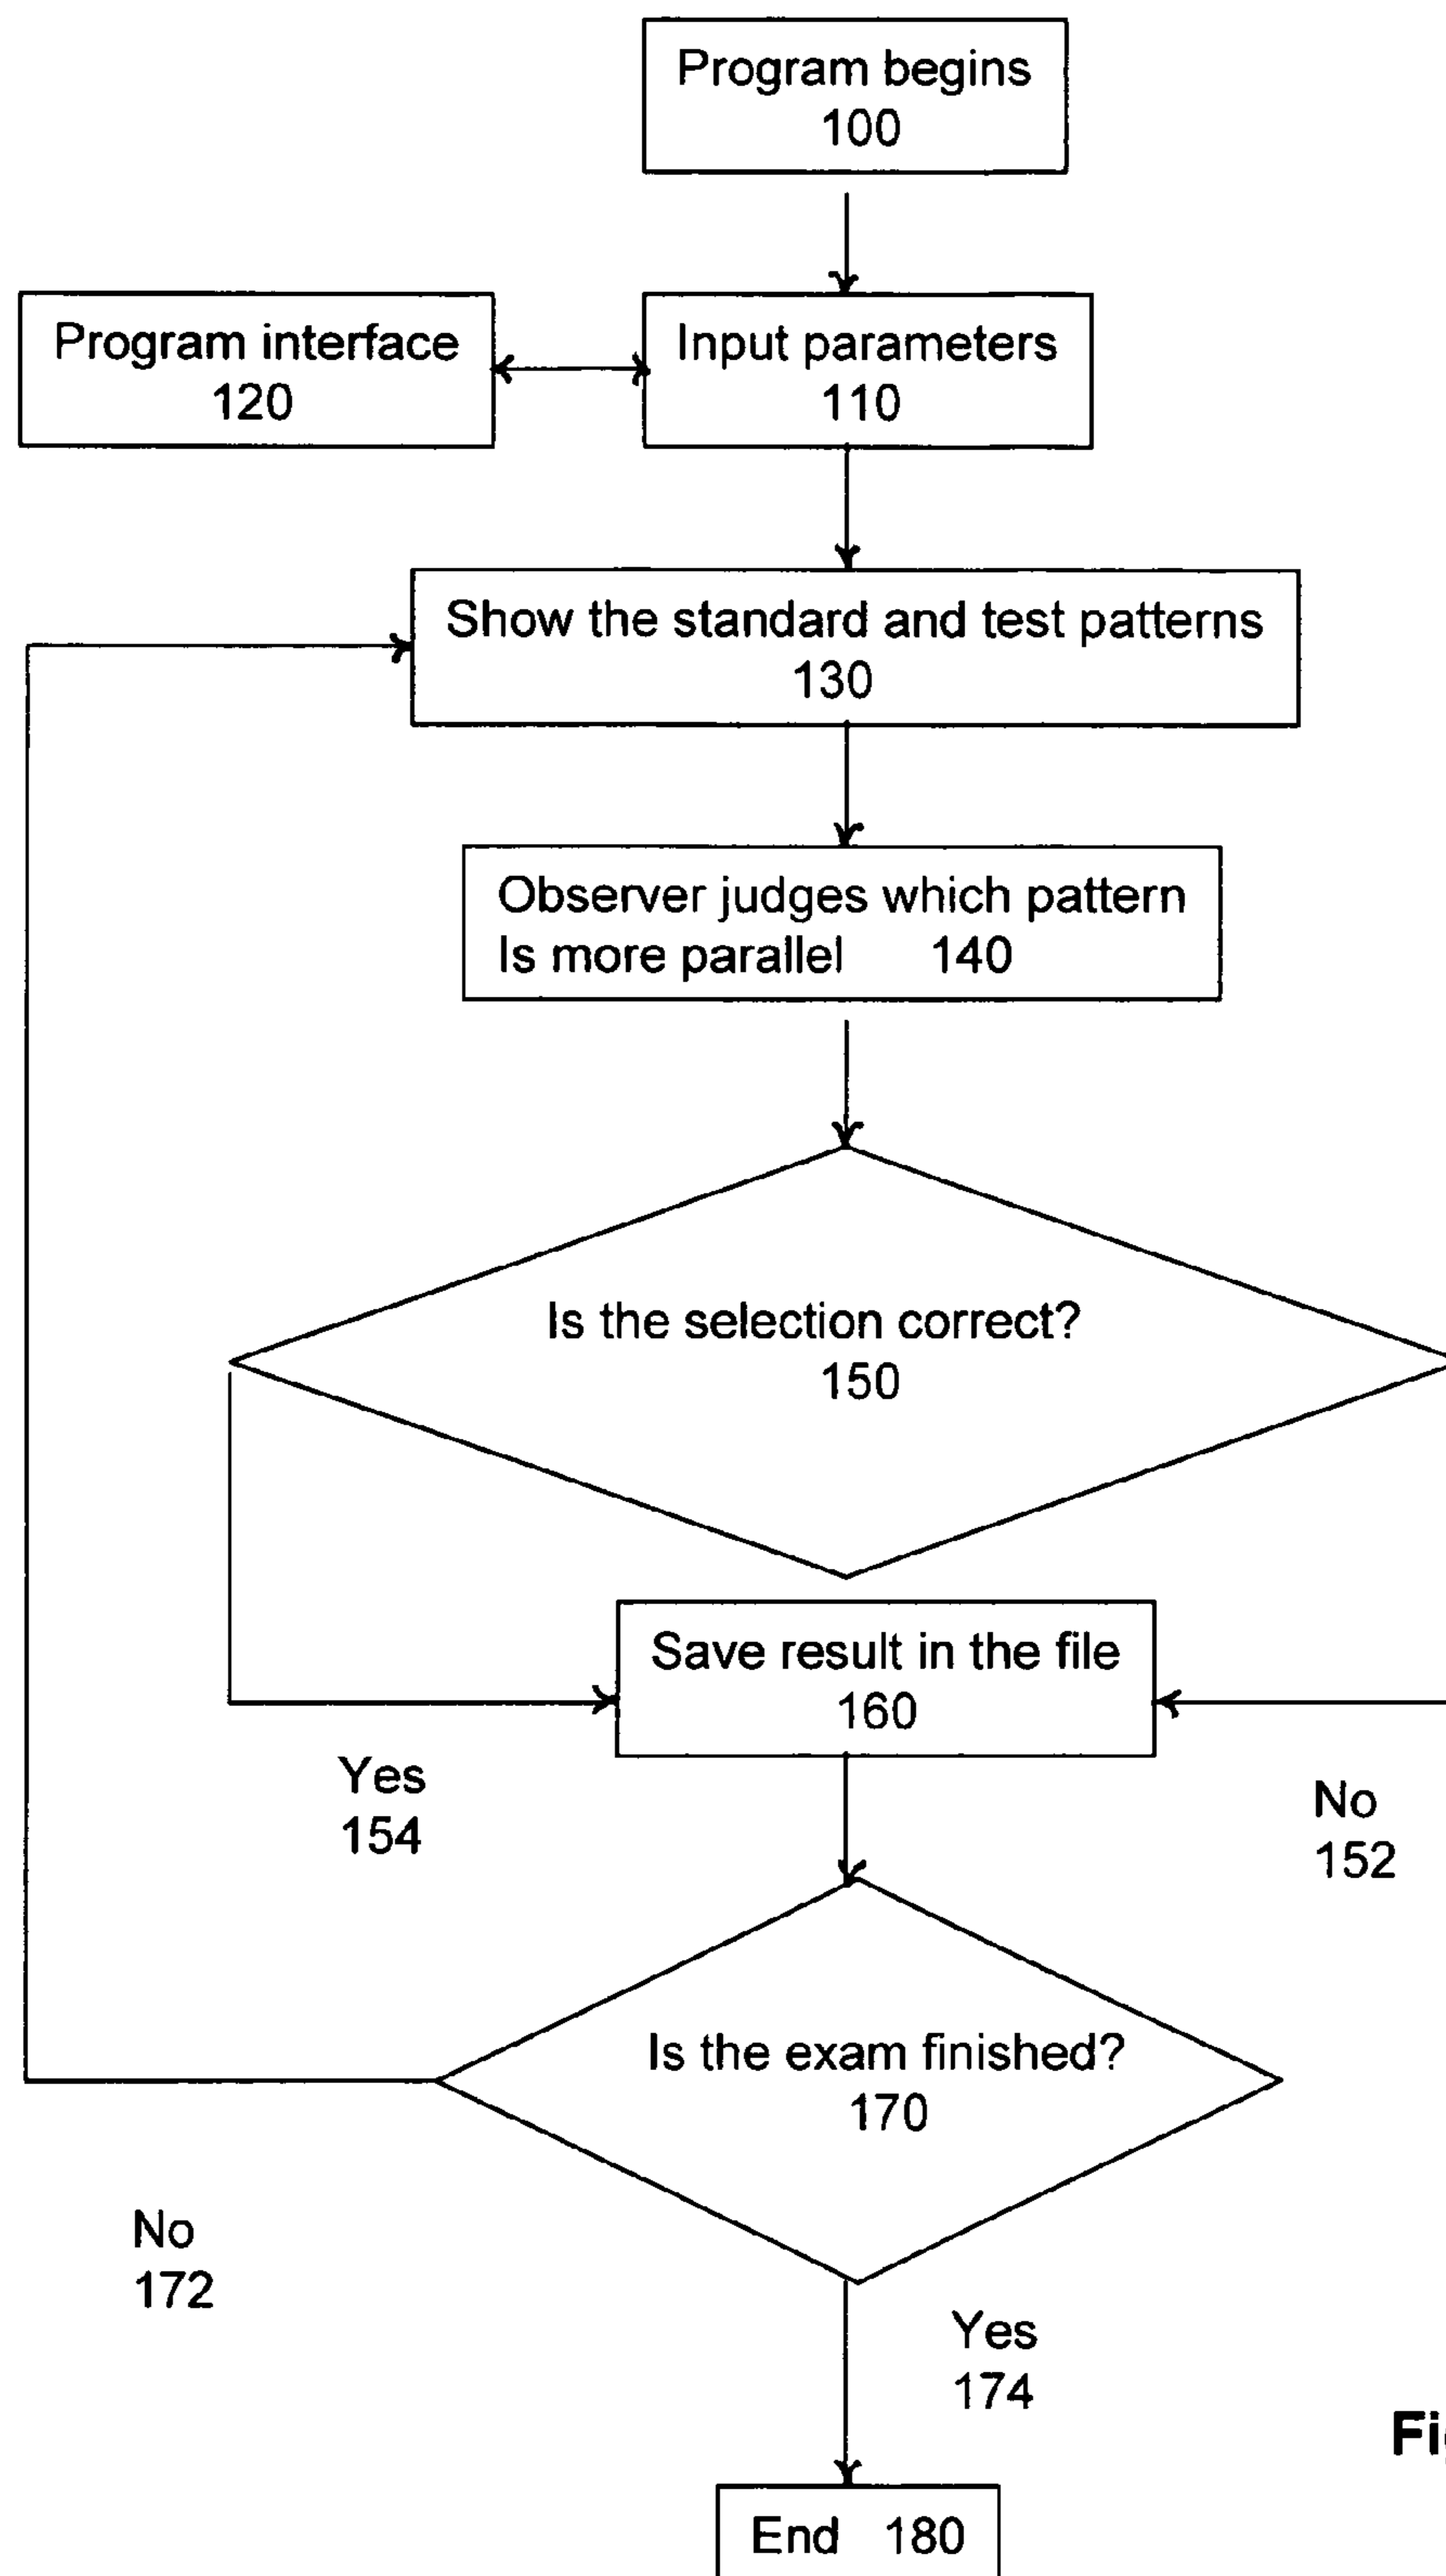 Program begins
100
Program interface
120
Input parameters
110
Show the standard and test patterns
130
Observer judges which pattern
Is more parallel 140
Is the selection correct?
150
Save result in the file
160
Yes
154
No
152
Is the exam finished?
170
No
172
Yes
174
End 180